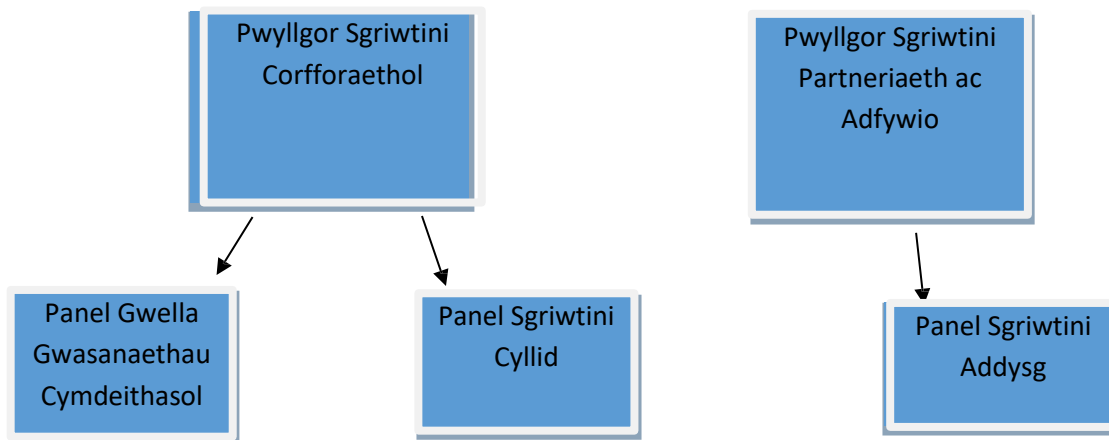 Pwyllgor Sgriwtini
Corfforaethol
Pwyllgor Sgriwtini
Partneriaeth ac
Adfywio
Panel Gwella
Gwasanaethau
Cymdeithasol
Panel Sgriwtini
Cyllid
Panel Sgriwtini
Addysg